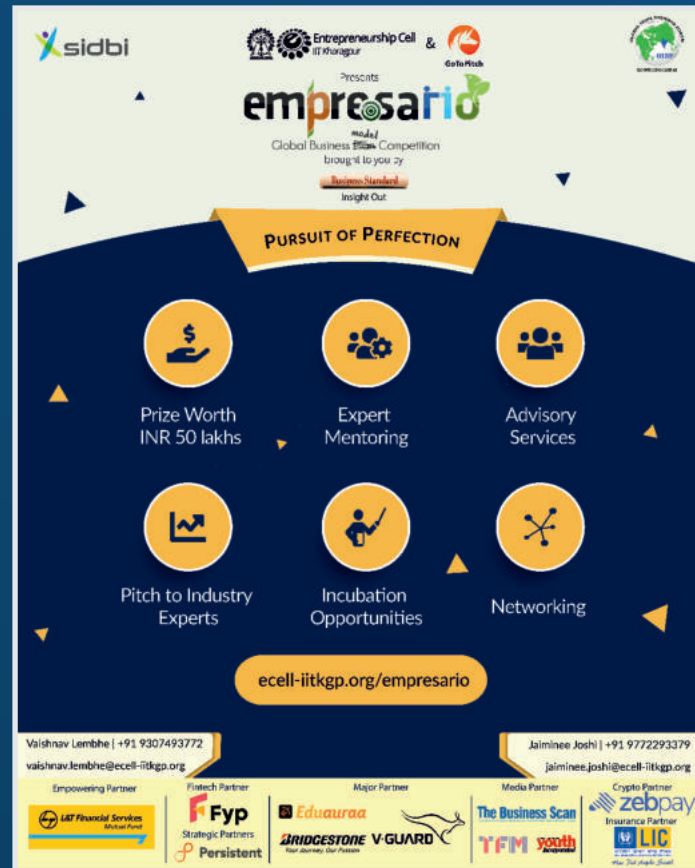 sidbi
Entrepreneurship Cell
IIT Kharagpur
&
GoToPitch
Presents
empresario
model
Global Business Competition
brought to you by
Business Standard
Insight Out
PURSUIT OF PERFECTION
Prize Worth
INR 50 lakhs
Expert
Mentoring
Advisory
Services
Pitch to Industry
Experts
Incubation
Opportunities
Networking
ecell-iitkgp.org/empresario
Vaishnav Lembhe | +91 9307493772
vaishnav.lembhe@ecell-iitkgp.org
Jaiminee Joshi | +91 9772293379
jaiminee.joshi@ecell-iitkgp.org
Empowering Partner
L&T Financial Services
Mutual Fund
Fintech Partner
Fyp
Strategic Partners
Persistent
Major Partner
Eduauraa
BRIDGESTONE
Your Journey, Our Passion
V-GUARD
Media Partner
The Business Scan
TFM
youth
Crypto Partner
zebpay
Insurance Partner
LIC